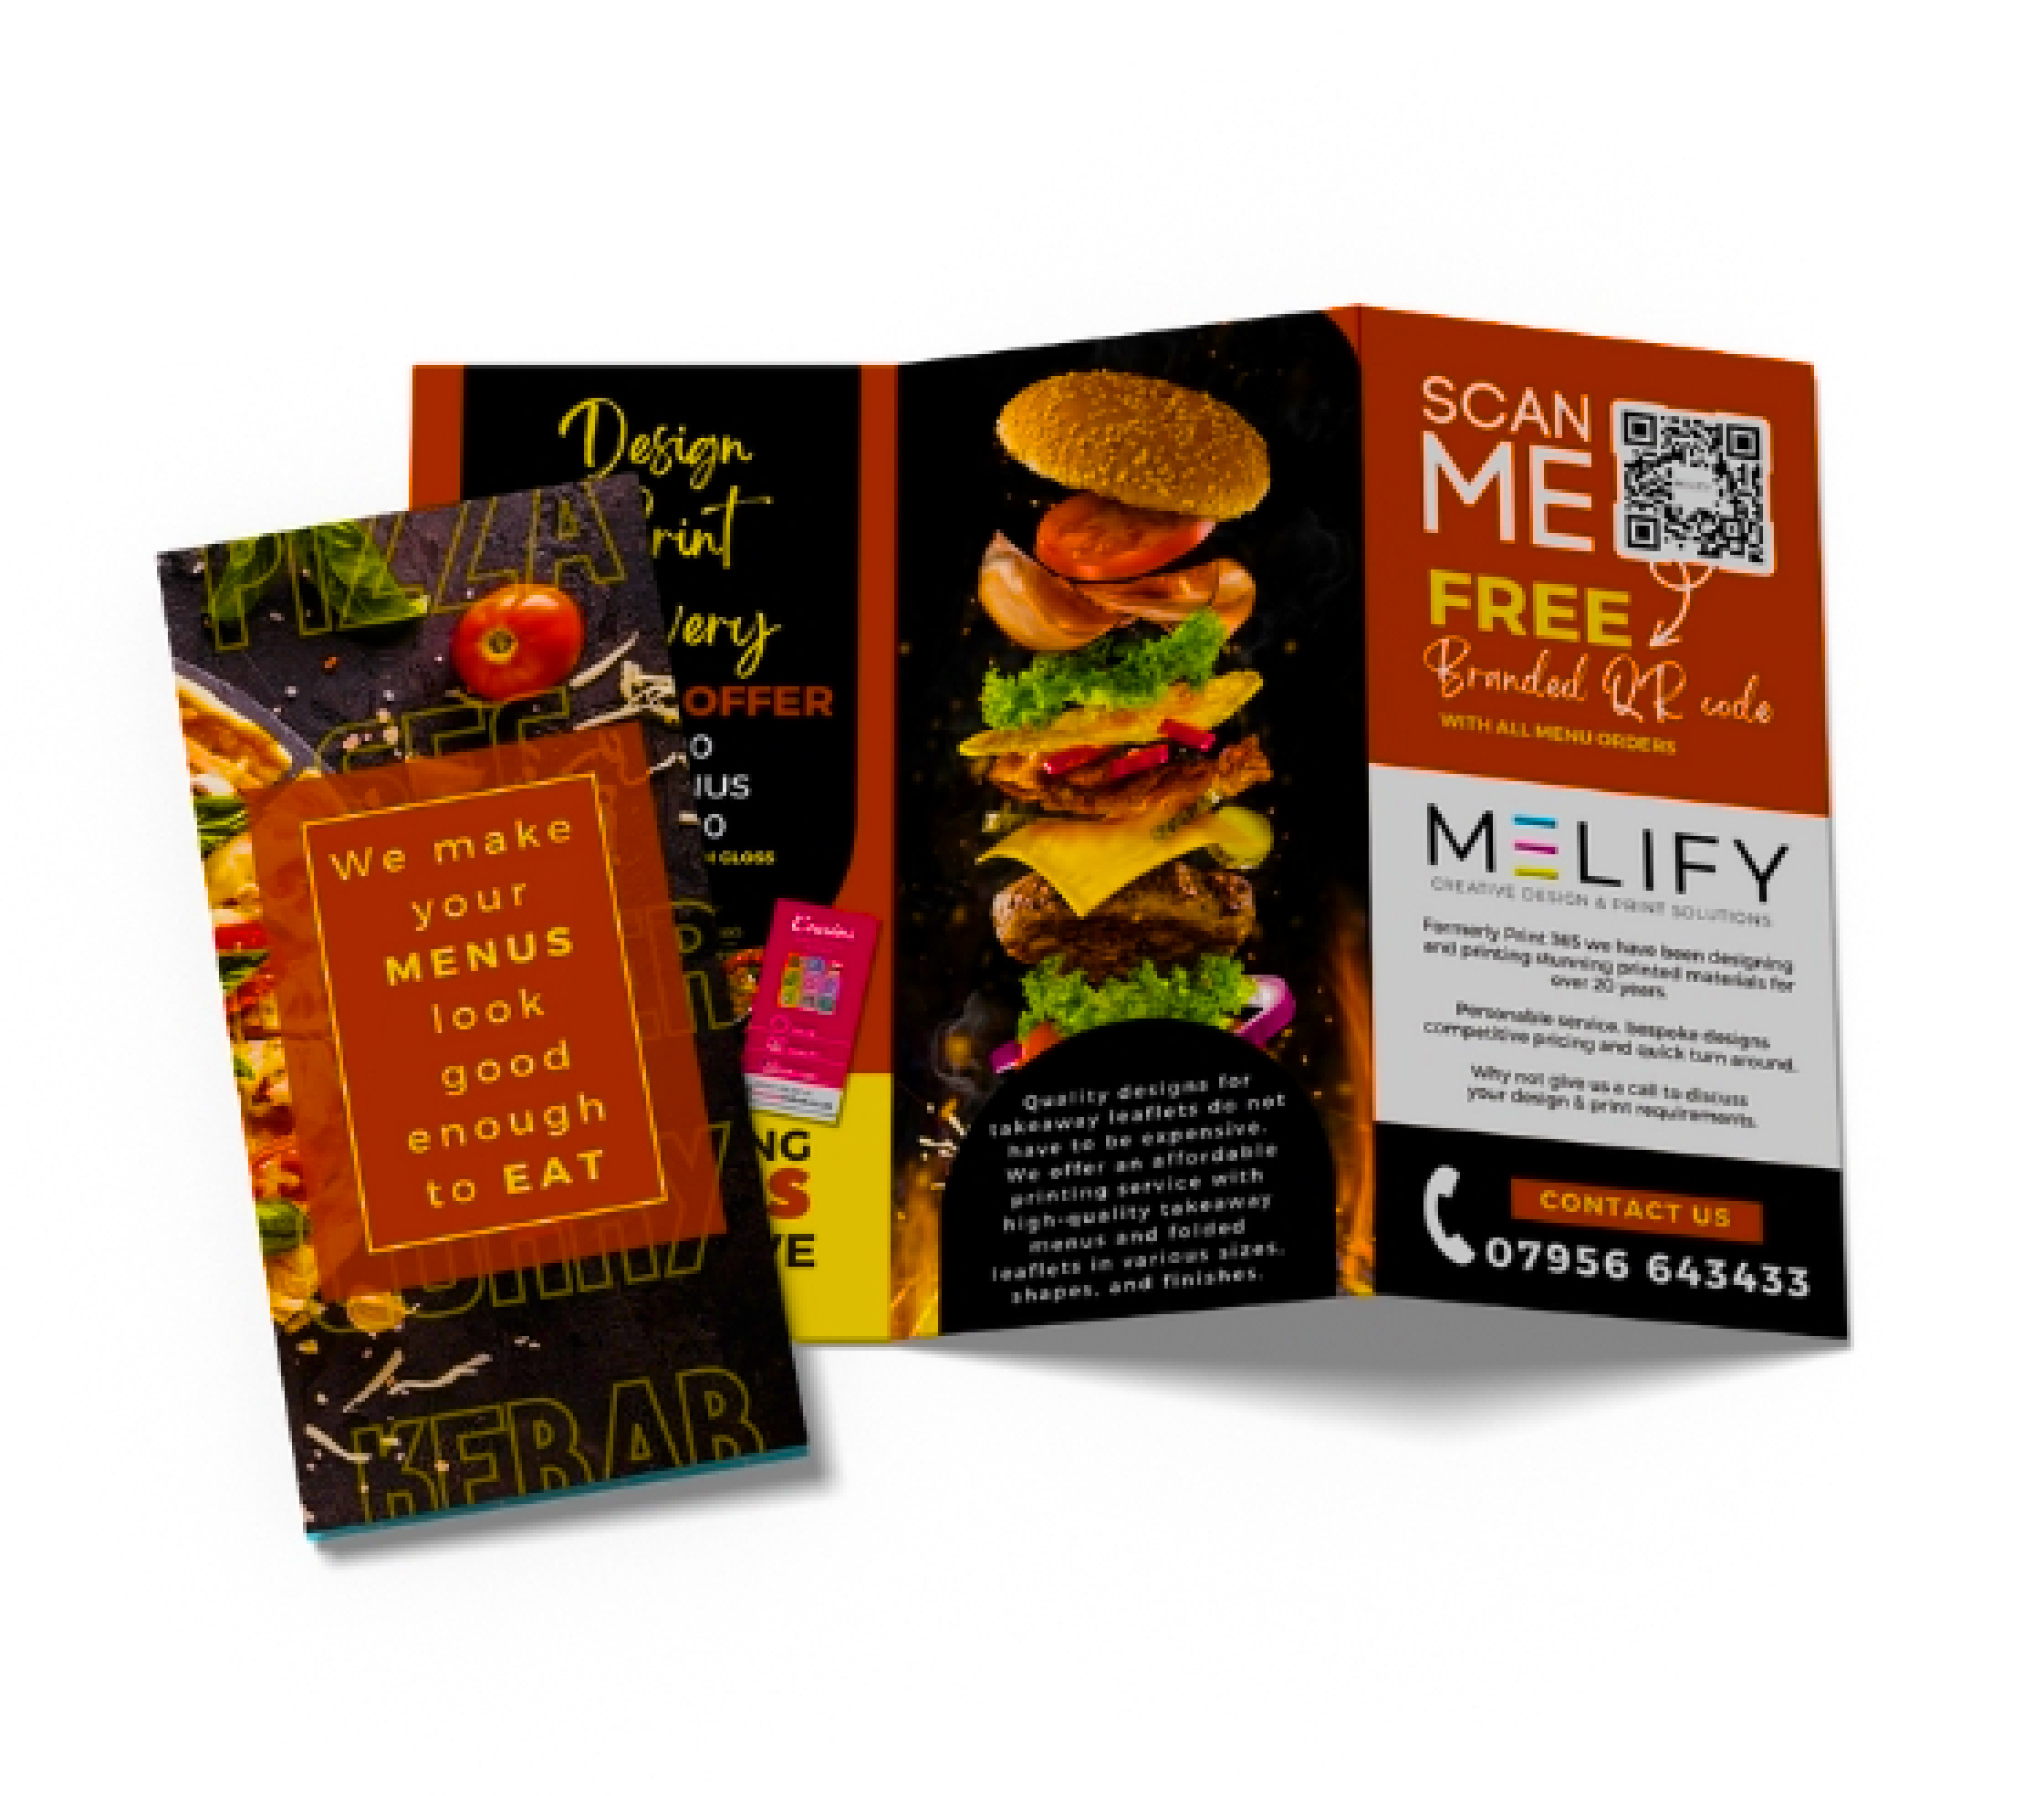 PIZZA
We make
your
MENUS
look
good
enough
to EAT
KEBAB
Design
Print
very
OFFER
GLOSS
Quality designs for
takeaway leaflets do not
have to be expensive.
We offer an affordable
printing service with
high-quality takeaway
menus and folded
leaflets in various sizes,
shapes, and finishes.
SCAN
ME
FREE
Branded QR code
WITH ALL MENU ORDERS
MELIFY
CREATIVE DESIGN & PRINT SOLUTIONS
Formerly Print 365 we have been designing
and printing stunning printed materials for
over 20 years.
Personable service, bespoke designs
competitive pricing and quick turn around.
Why not give us a call to discuss
your design & print requirements.
CONTACT US
07956 643433